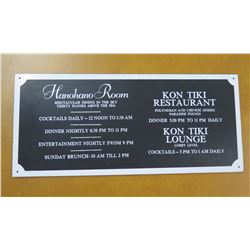 Hanohano Room
SPECTACULAR DINING IN THE SKY
THIRTY FLOORS ABOVE THE SEA
COCKTAILS DAILY – 12 NOON TO 1:30 AM
DINNER NIGHTLY 6:30 PM TO 11 PM
ENTERTAINMENT NIGHTLY FROM 9 PM
SUNDAY BRUNCH–10 AM TILL 2 PM
KON TIKI
RESTAURANT
POLYNESIAN AND CHINESE DISHES
PARADISE FOUND
DINNER 5:30 PM TO 11 PM DAILY
KON TIKI
LOUNGE
LOBBY LEVEL
COCKTAILS – 5 PM TO 1 AM DAILY